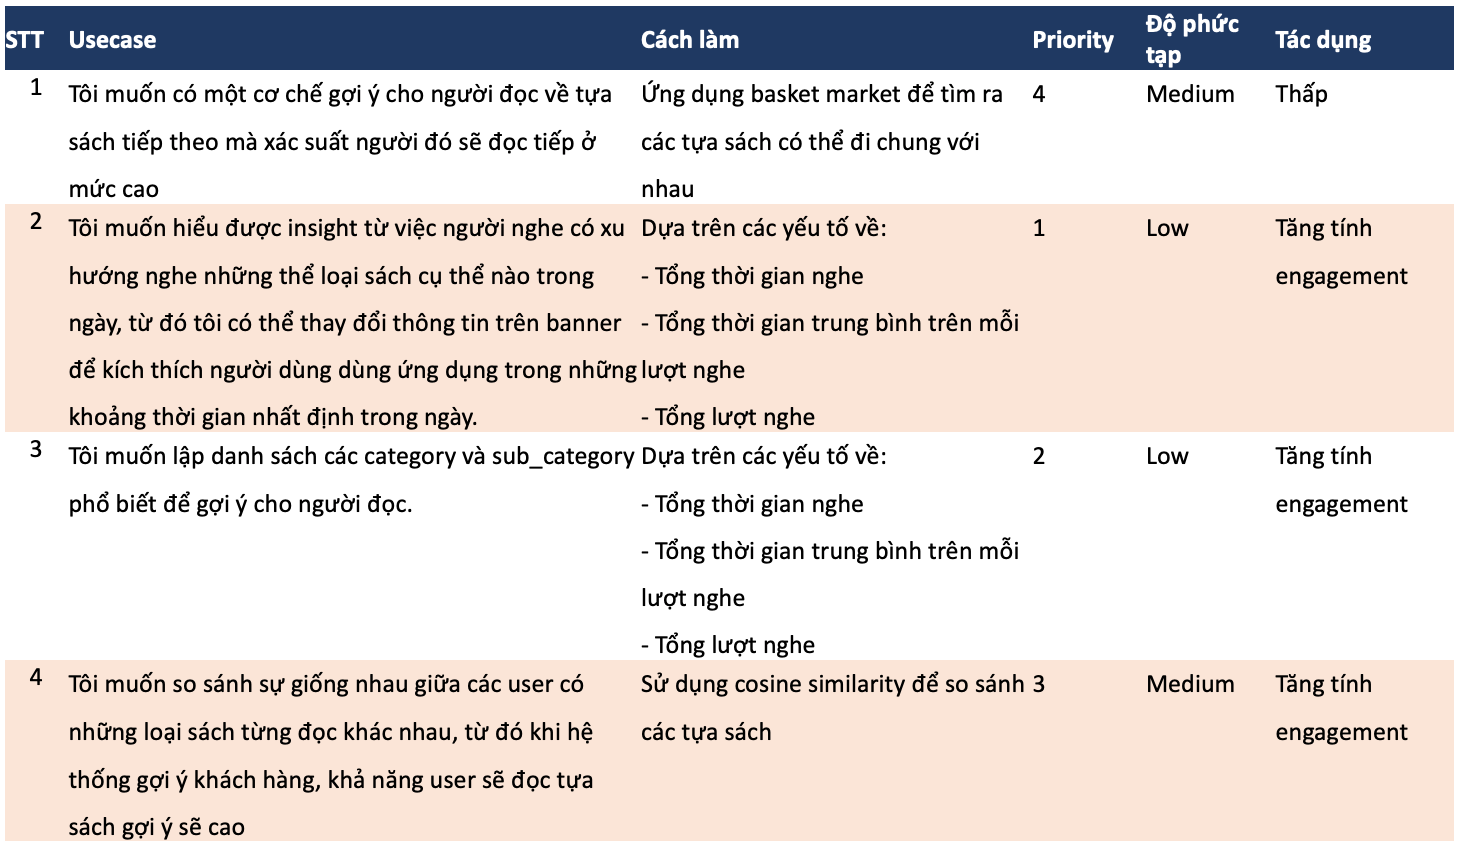 STT Usecase Cách làm Priority Độ phức tạp Tác dụng
1 Tôi muốn có một cơ chế gợi ý cho người đọc về tựa Ứng dụng basket market để tìm ra 4 Medium Thấp
sách tiếp theo mà xác suất người đó sẽ đọc tiếp ở các tựa sách có thể đi chung với
mức cao nhau
2 Tôi muốn hiểu được insight từ việc người nghe có xu Dựa trên các yếu tố về: 1 Low Tăng tính
hướng nghe những thể loại sách cụ thể nào trong - Tổng thời gian nghe engagement
ngày, từ đó tôi có thể thay đổi thông tin trên banner - Tổng thời gian trung bình trên mỗi
để kích thích người dùng dùng ứng dụng trong những lượt nghe
khoảng thời gian nhất định trong ngày. - Tổng lượt nghe
3 Tôi muốn lập danh sách các category và sub_category Dựa trên các yếu tố về: 2 Low Tăng tính
phổ biết để gợi ý cho người đọc. - Tổng thời gian nghe engagement
- Tổng thời gian trung bình trên mỗi
lượt nghe
- Tổng lượt nghe
4 Tôi muốn so sánh sự giống nhau giữa các user có Sử dụng cosine similarity để so sánh 3 Medium Tăng tính
những loại sách từng đọc khác nhau, từ đó khi hệ các tựa sách engagement
thống gợi ý khách hàng, khả năng user sẽ đọc tựa
sách gợi ý sẽ cao